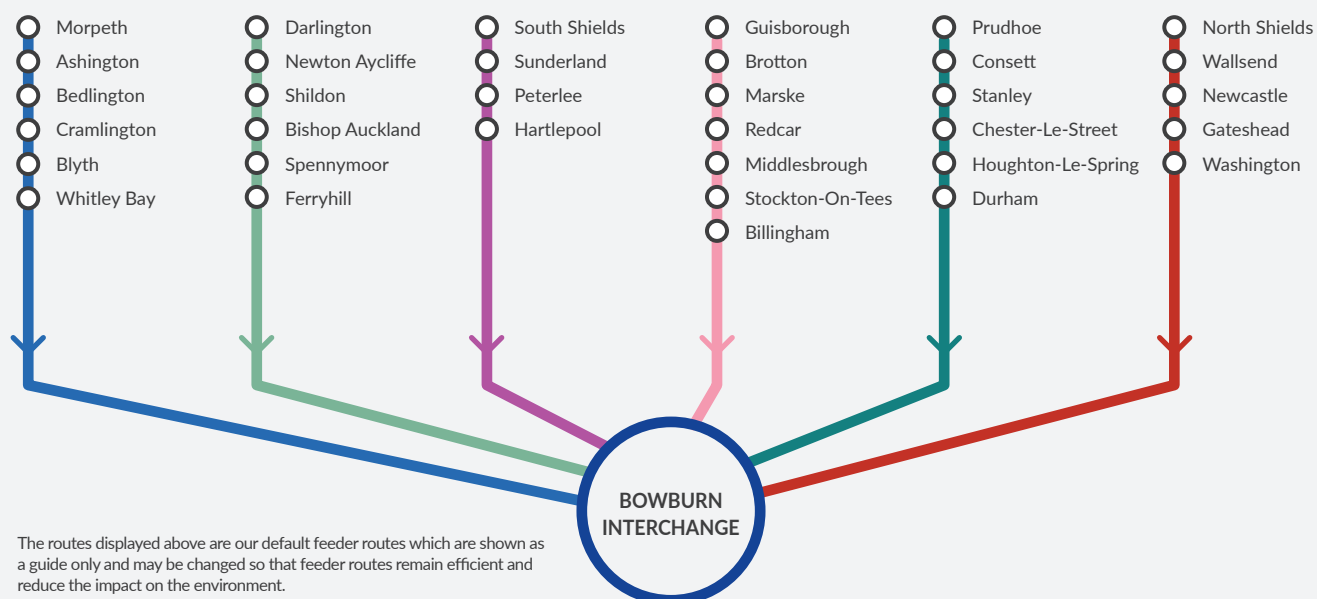 Morpeth
Ashington
Bedlington
Cramlington
Blyth
Whitley Bay
Darlington
Newton Aycliffe
Shildon
Bishop Auckland
Spennymoor
Ferryhill
South Shields
Sunderland
Peterlee
Hartlepool
Guisborough
Brotton
Marske
Redcar
Middlesbrough
Stockton-On-Tees
Billingham
Prudhoe
Consett
Stanley
Chester-Le-Street
Houghton-Le-Spring
Durham
North Shields
Wallsend
Newcastle
Gateshead
Washington
BOWBURN
INTERCHANGE
The routes displayed above are our default feeder routes which are shown as
a guide only and may be changed so that feeder routes remain efficient and
reduce the impact on the environment.